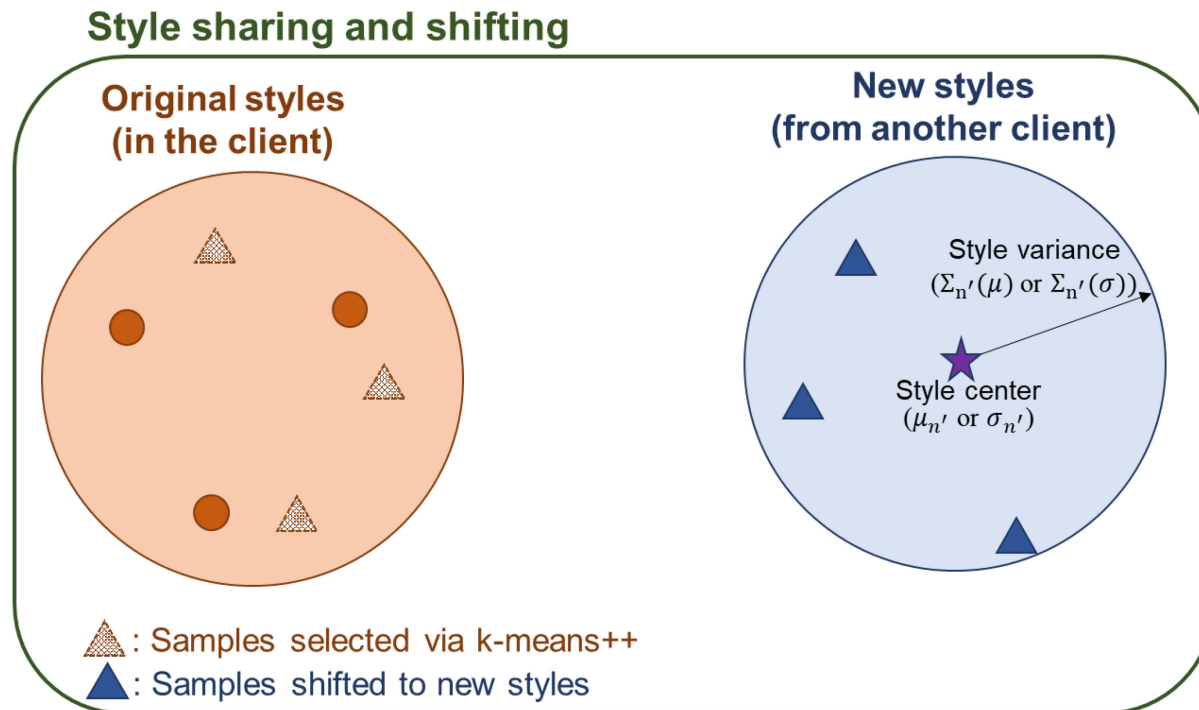 Style sharing and shifting
Original styles
(in the client)
New styles
(from another client)
Style variance
(Σn′(μ) or Σn′(σ))
Style center
(μn′ or σn′)
: Samples selected via k-means++
: Samples shifted to new styles